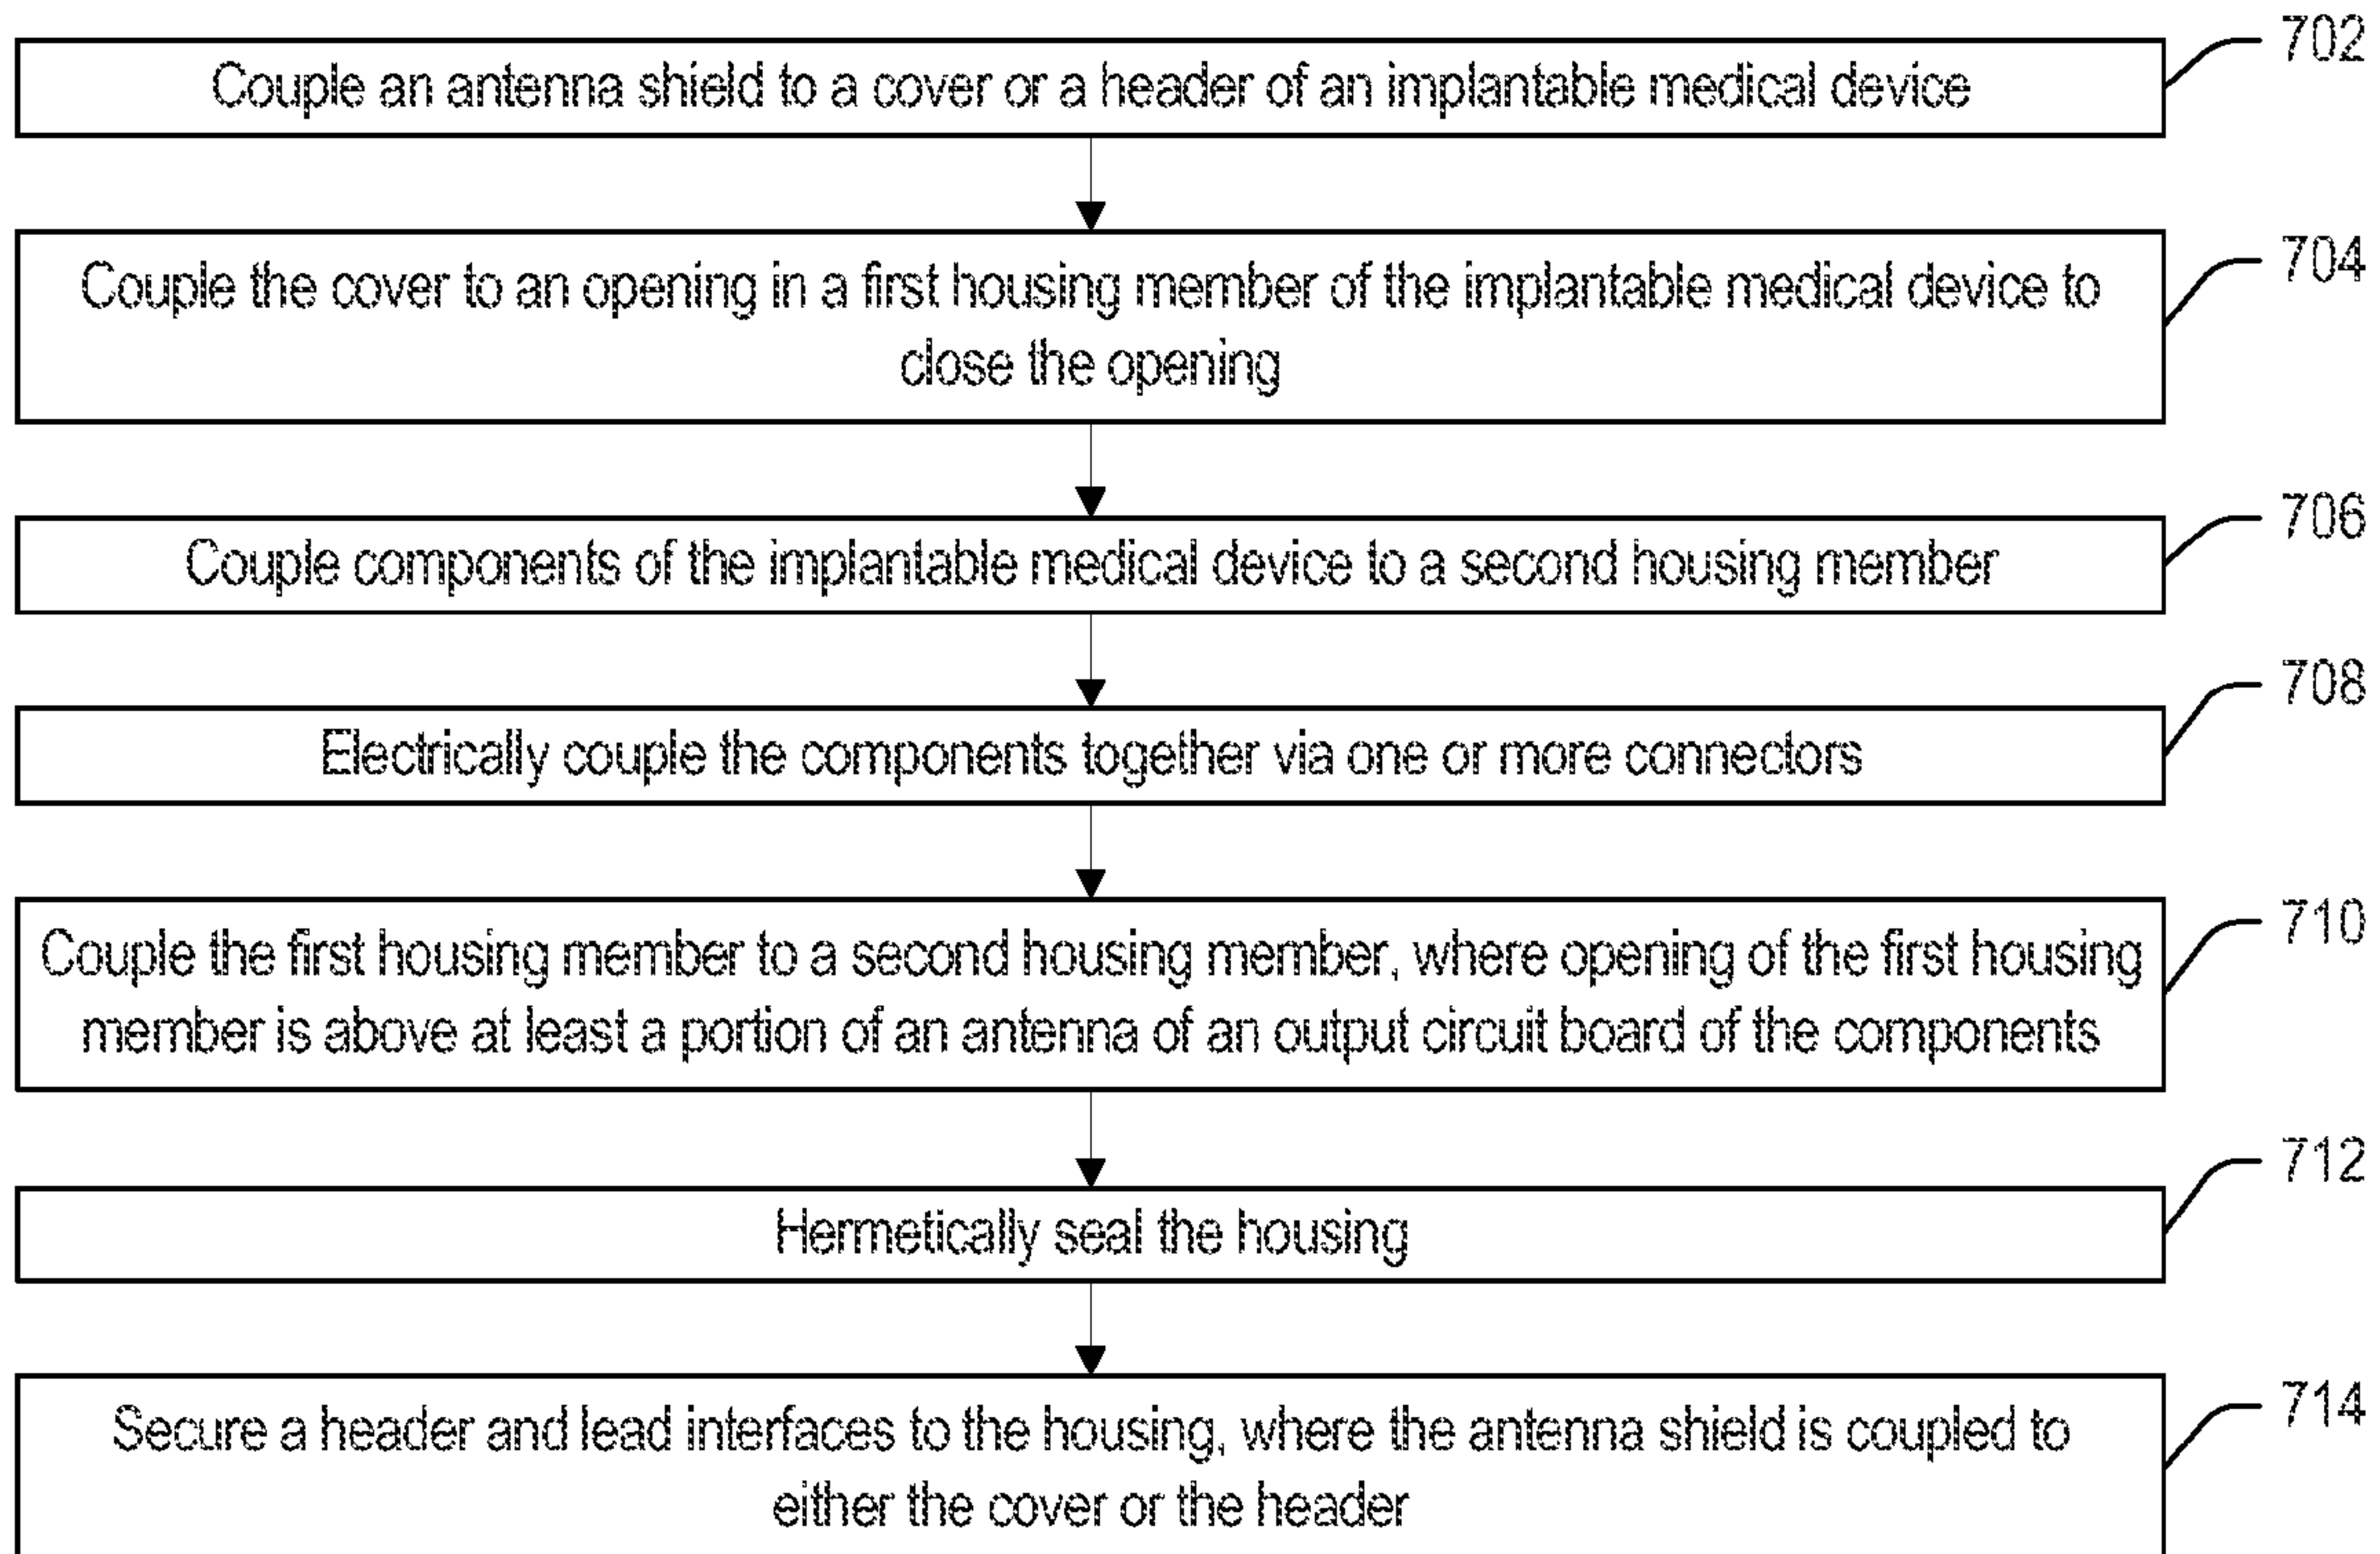 702
Couple an antenna shield to a cover or a header of an implantable medical device
704
Couple the cover to an opening in a first housing member of the implantable medical device to
close the opening
706
Couple components of the implantable medical device to a second housing member
708
Electrically couple the components together via one or more connectors
710
Couple the first housing member to a second housing member, where opening of the first housing
member is above at least a portion of an antenna of an output circuit board of the components
712
Hermetically seal the housing
714
Secure a header and lead interfaces to the housing, where the antenna shield is coupled to
either the cover or the header